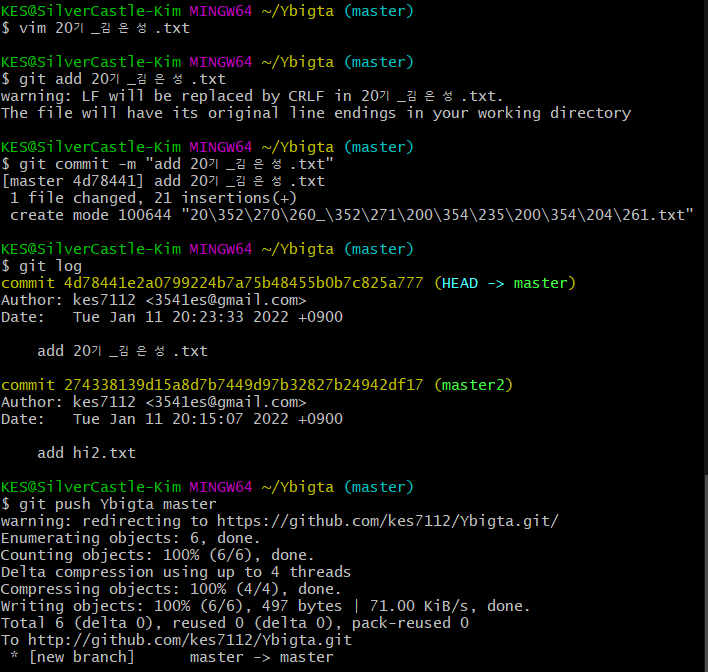 KES@SilverCastle-Kim MINGW64 ~/Ybigta (master)
$ vim 20기_김은성.txt
KES@SilverCastle-Kim MINGW64 ~/Ybigta (master)
$ git add 20기_김은성.txt
warning: LF will be replaced by CRLF in 20기_김은성.txt.
The file will have its original line endings in your working directory
KES@SilverCastle-Kim MINGW64 ~/Ybigta (master)
$ git commit -m "add 20기_김은성.txt"
[master 4d78441] add 20기_김은성.txt
 1 file changed, 21 insertions(+)
 create mode 100644 "20\352\270\260_\352\271\200\354\235\200\354\204\261.txt"
KES@SilverCastle-Kim MINGW64 ~/Ybigta (master)
$ git log
commit 4d78441e2a0799224b7a75b48455b0b7c825a777 (HEAD -> master)
Author: kes7112 <3541es@gmail.com>
Date:   Tue Jan 11 20:23:33 2022 +0900
    add 20기_김은성.txt
commit 274338139d15a8d7b7449d97b32827b24942df17 (master2)
Author: kes7112 <3541es@gmail.com>
Date:   Tue Jan 11 20:15:07 2022 +0900
    add hi2.txt
KES@SilverCastle-Kim MINGW64 ~/Ybigta (master)
$ git push Ybigta master
warning: redirecting to https://github.com/kes7112/Ybigta.git/
Enumerating objects: 6, done.
Counting objects: 100% (6/6), done.
Delta compression using up to 4 threads
Compressing objects: 100% (4/4), done.
Writing objects: 100% (6/6), 497 bytes | 71.00 KiB/s, done.
Total 6 (delta 0), reused 0 (delta 0), pack-reused 0
To http://github.com/kes7112/Ybigta.git
 * [new branch]      master -> master